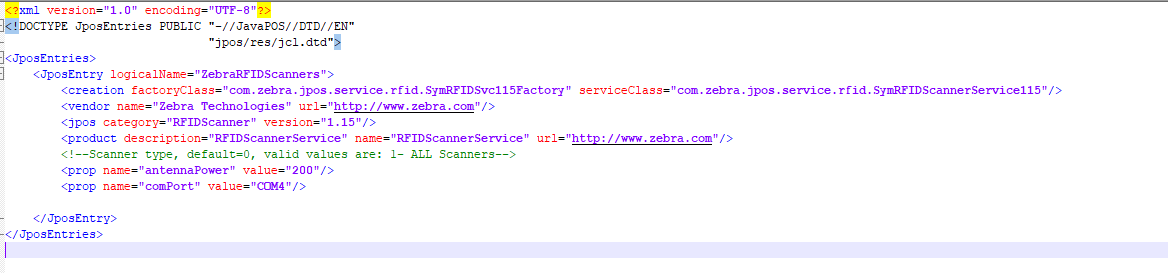 <?xml version="1.0" encoding="UTF-8"?>
<!DOCTYPE JposEntries PUBLIC "-//JavaPOS//DTD//EN"
"jpos/res/jcl.dtd">
<JposEntries>
<JposEntry logicalName="ZebraRFIDScanners">
<creation factoryClass="com.zebra.jpos.service.rfid.SymRFIDSvc115Factory" serviceClass="com.zebra.jpos.service.rfid.SymRFIDScannerService115"/>
<vendor name="Zebra Technologies" url="http://www.zebra.com"/>
<jpos category="RFIDScanner" version="1.15"/>
<product description="RFIDScannerService" name="RFIDScannerService" url="http://www.zebra.com"/>
<!--Scanner type, default=0, valid values are: 1- ALL Scanners-->
<prop name="antennaPower" value="200"/>
<prop name="comPort" value="COM4"/>
</JposEntry>
</JposEntries>